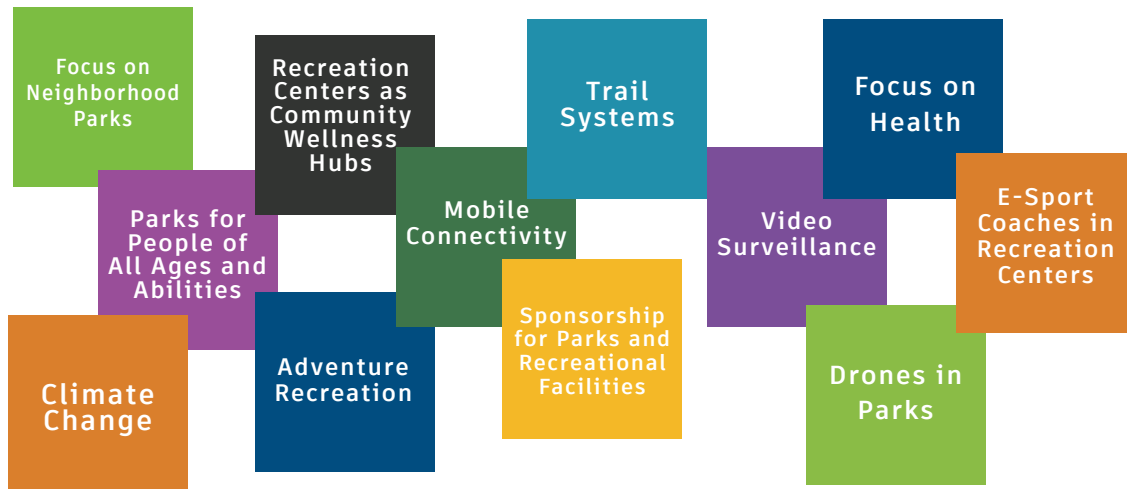 Focus on
Neighborhood
Parks
Recreation
Centers as
Community
Wellness
Hubs
Trail
Systems
Focus on
Health
Parks for
People of
All Ages and
Abilities
Mobile
Connectivity
Video
Surveillance
E-Sport
Coaches in
Recreation
Centers
Climate
Change
Adventure
Recreation
Sponsorship
for Parks and
Recreational
Facilities
Drones in
Parks